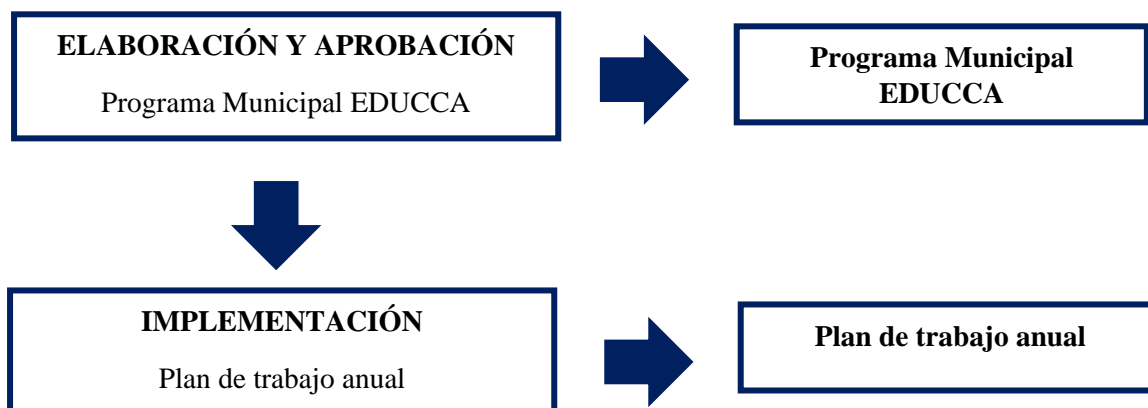 ELABORACIÓN Y APROBACIÓN
Programa Municipal EDUCCA
Programa Municipal
EDUCCA
IMPLEMENTACIÓN
Plan de trabajo anual
Plan de trabajo anual